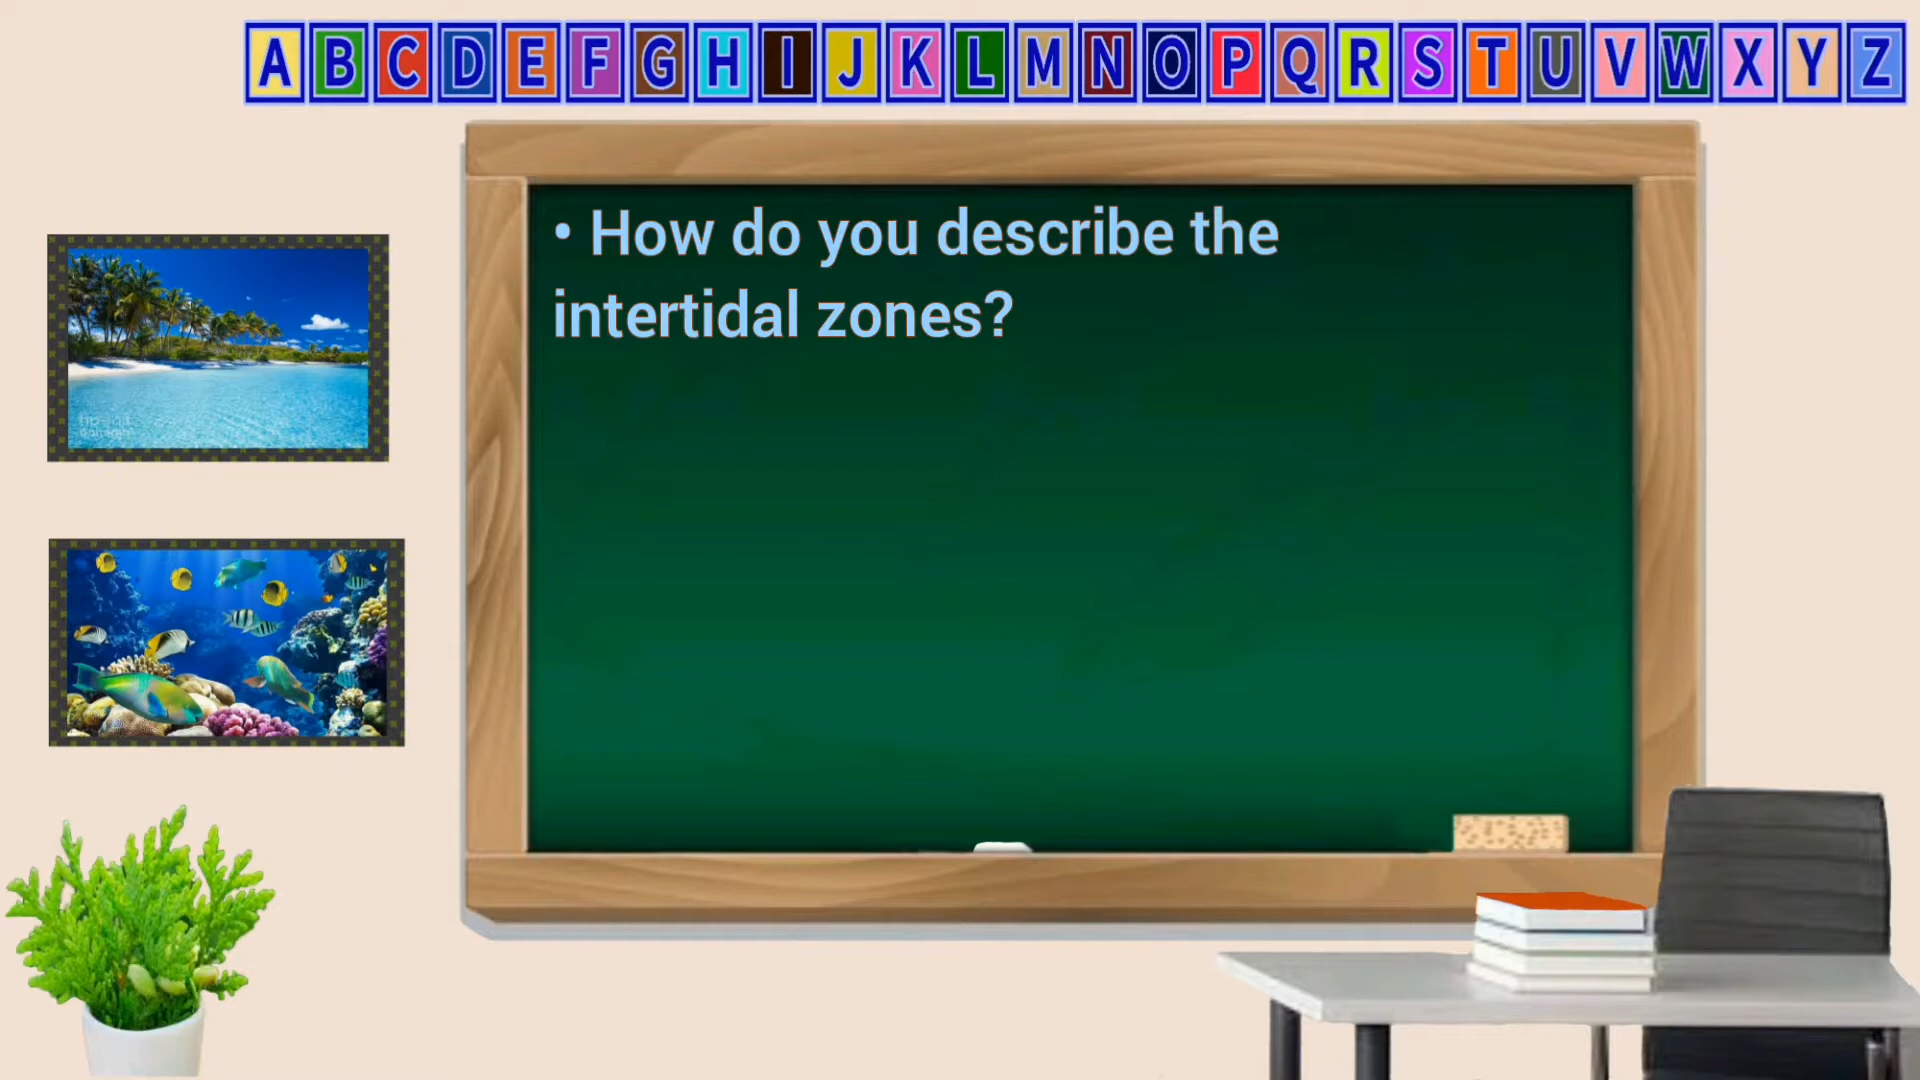 A B C D E F G H I J K L M N O P Q R S T U V W X Y Z
• How do you describe the
intertidal zones?